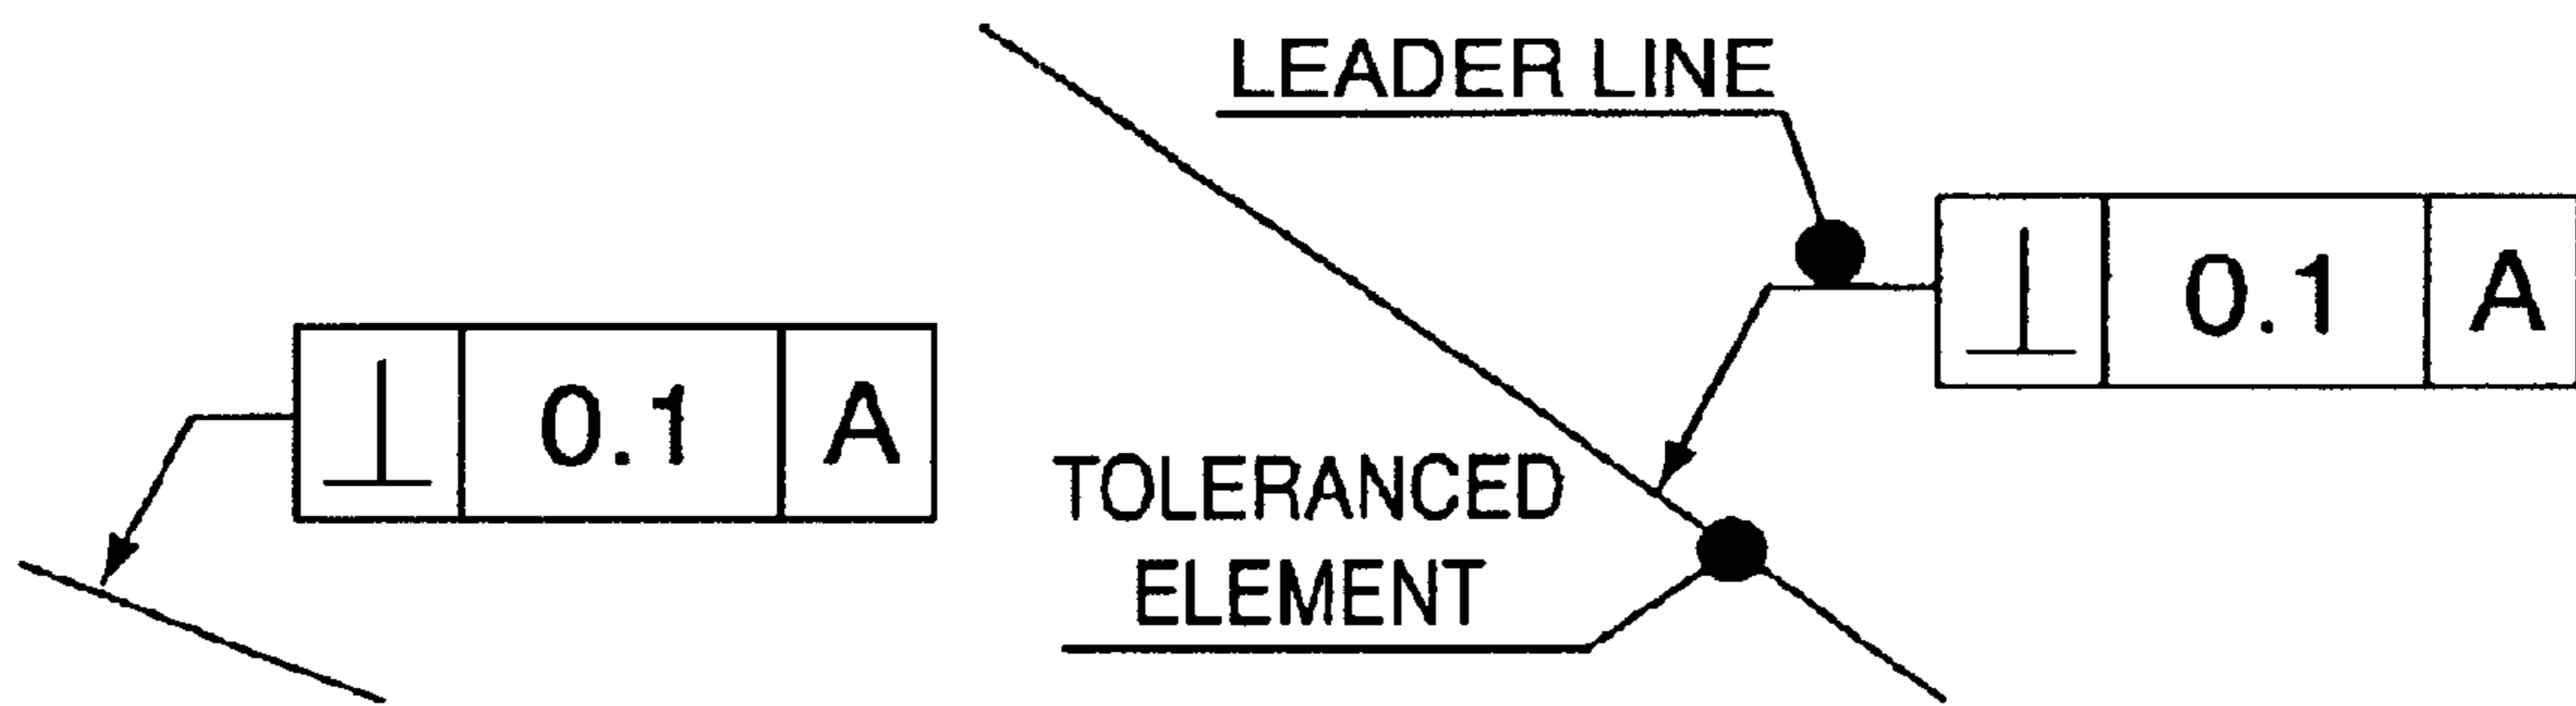 LEADER LINE
⊥ 0.1 A
⊥ 0.1 A
TOLERANCED
ELEMENT